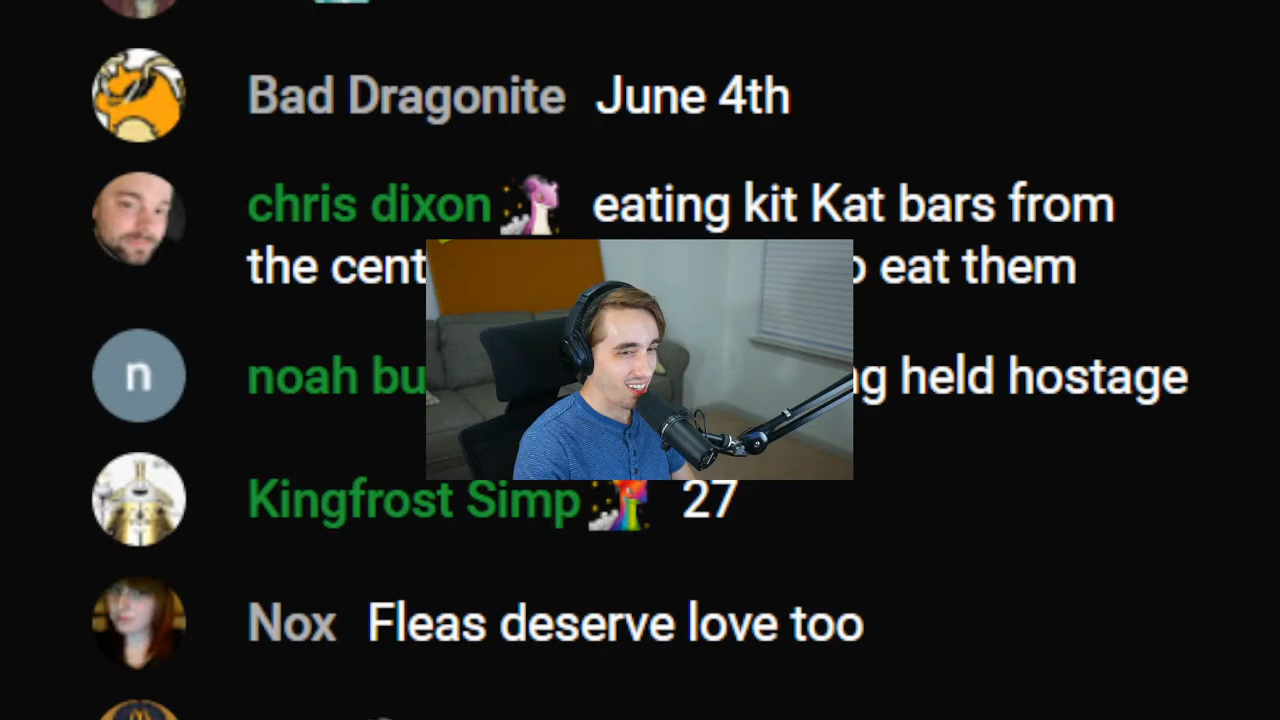 Bad Dragonite June 4th
chris dixon eating kit Kat bars from
the cent eat them
n noah bu held hostage
Kingfrost Simp 27
Nox Fleas deserve love too